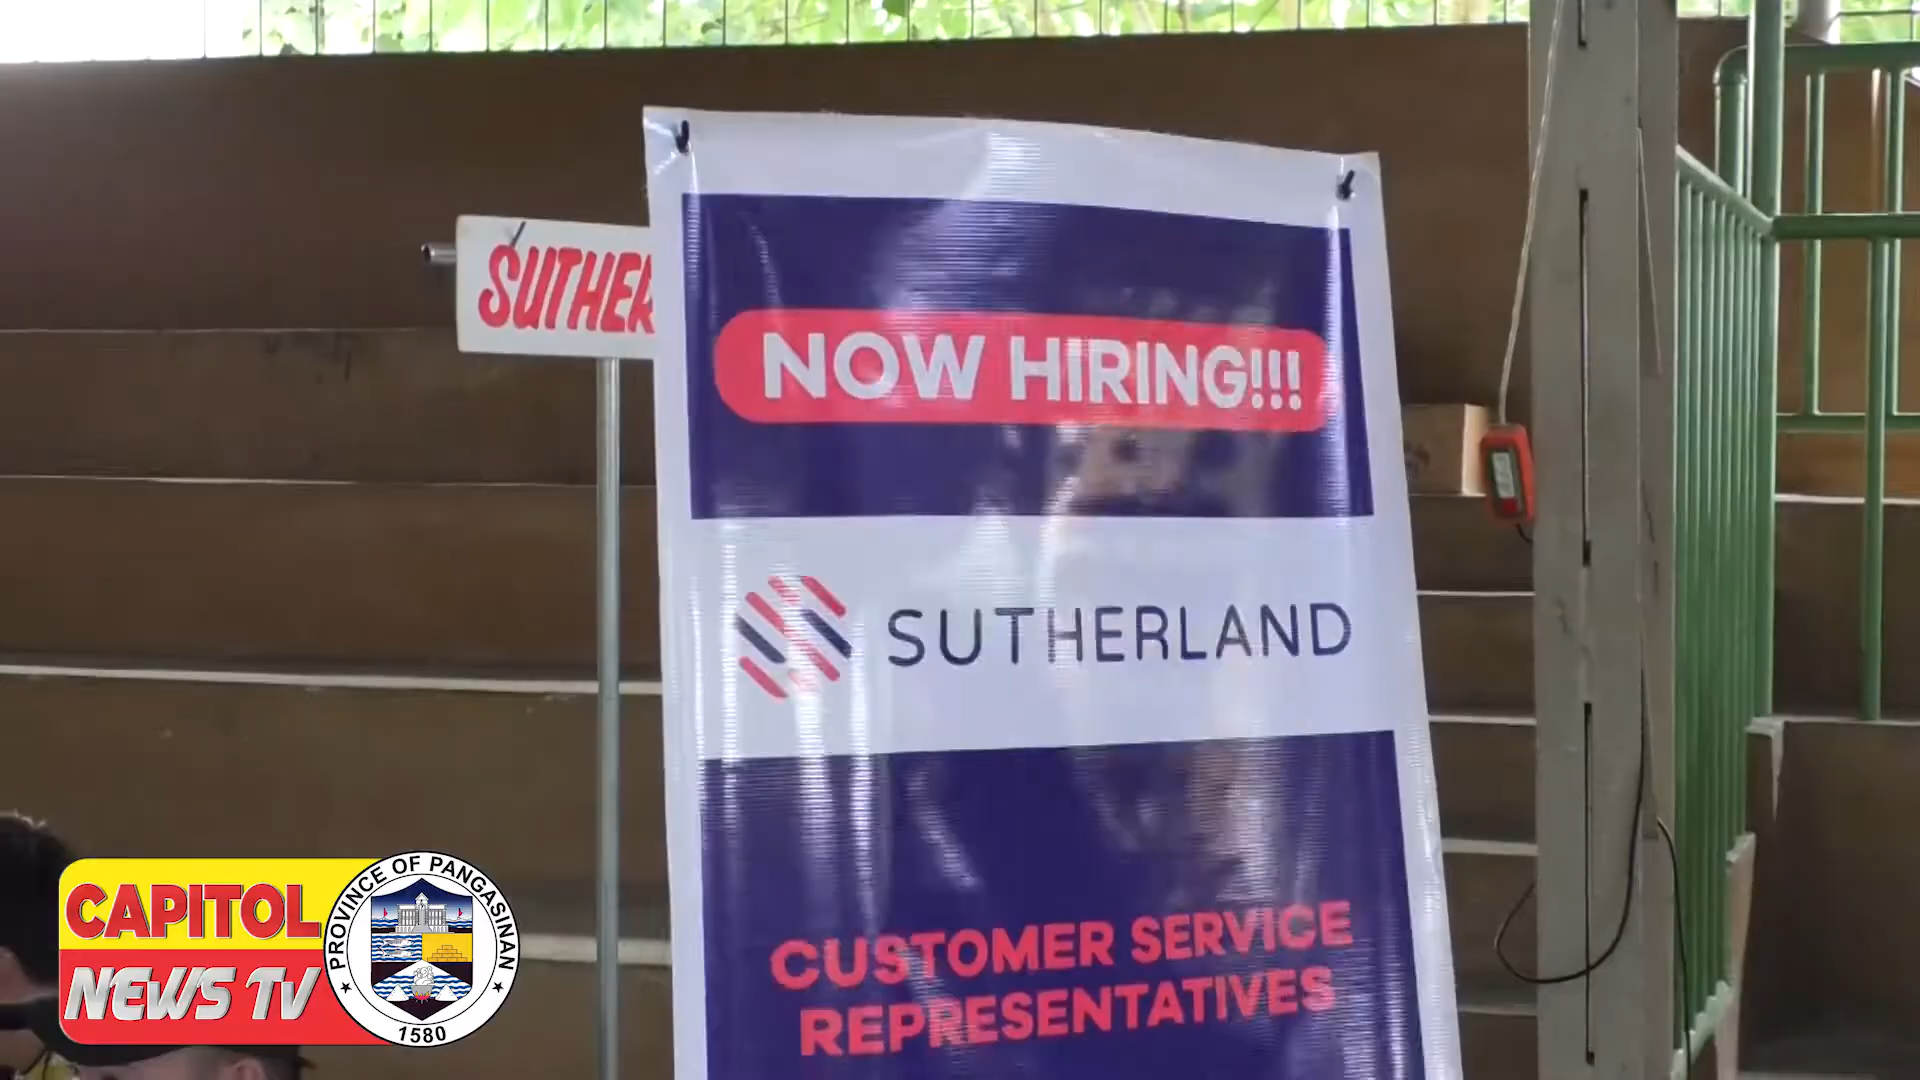 SUTHER
NOW HIRING!!!
SUTHERLAND
CUSTOMER SERVICE
REPRESENTATIVES
CAPITOL
NEWS TV
PROVINCE OF PANGASINAN
1580